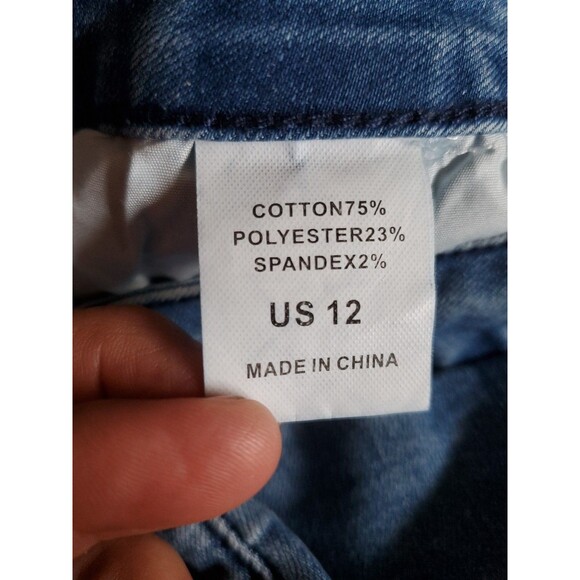 COTTON75%
POLYESTER23%
SPANDEX2%
US 12
MADE IN CHINA